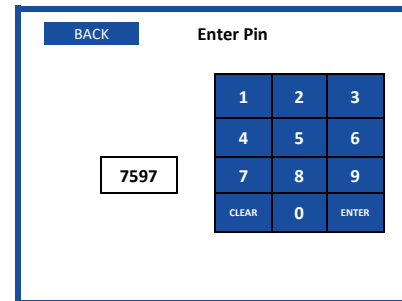 BACK
Enter Pin
1 2 3
4 5 6
7597
7 8 9
CLEAR 0 ENTER